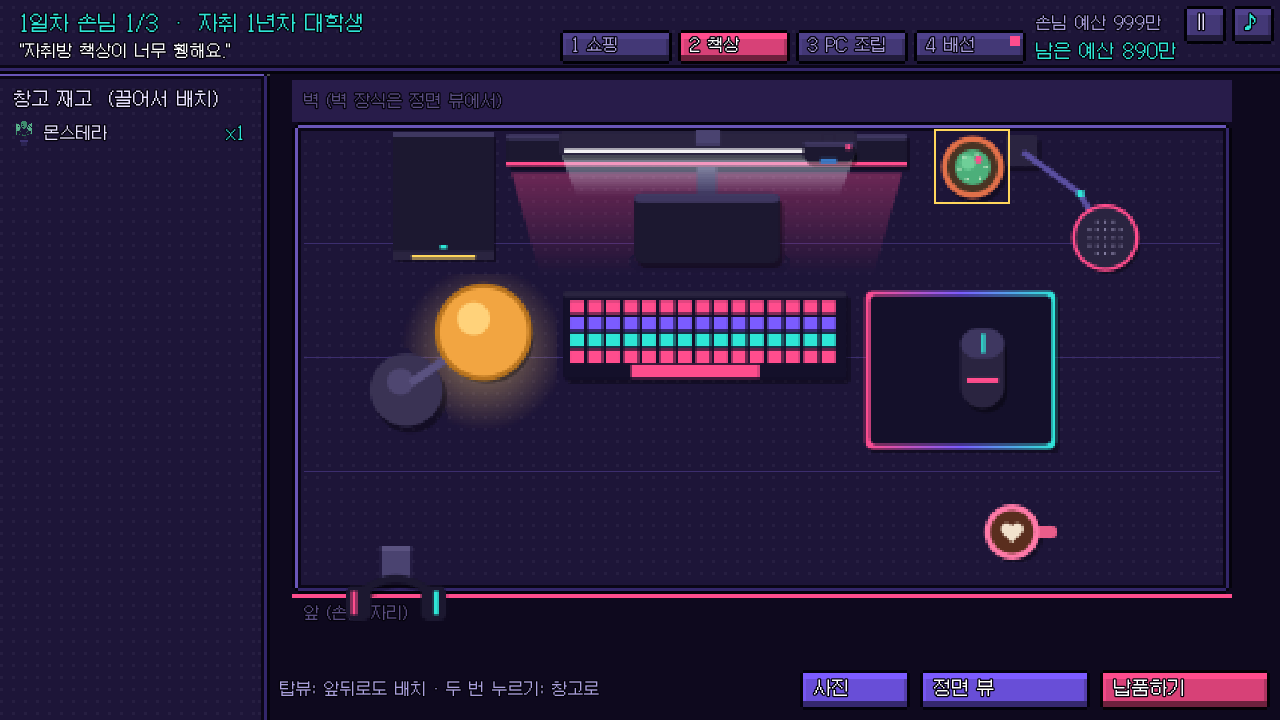 1일차 손님 1/3 · 자취 1년차 대학생
"자취방 책상이 너무 휑해요."
1 쇼핑
2 책상
3 PC 조립
4 배선
손님 예산 999만
남은 예산 890만
창고 재고 (끌어서 배치)
몬스테라 x1
벽 (벽 장식은 정면 뷰에서)
앞 (손 자리)
탑뷰: 앞뒤로도 배치 · 두 번 누르기: 창고로
사진
정면 뷰
납품하기